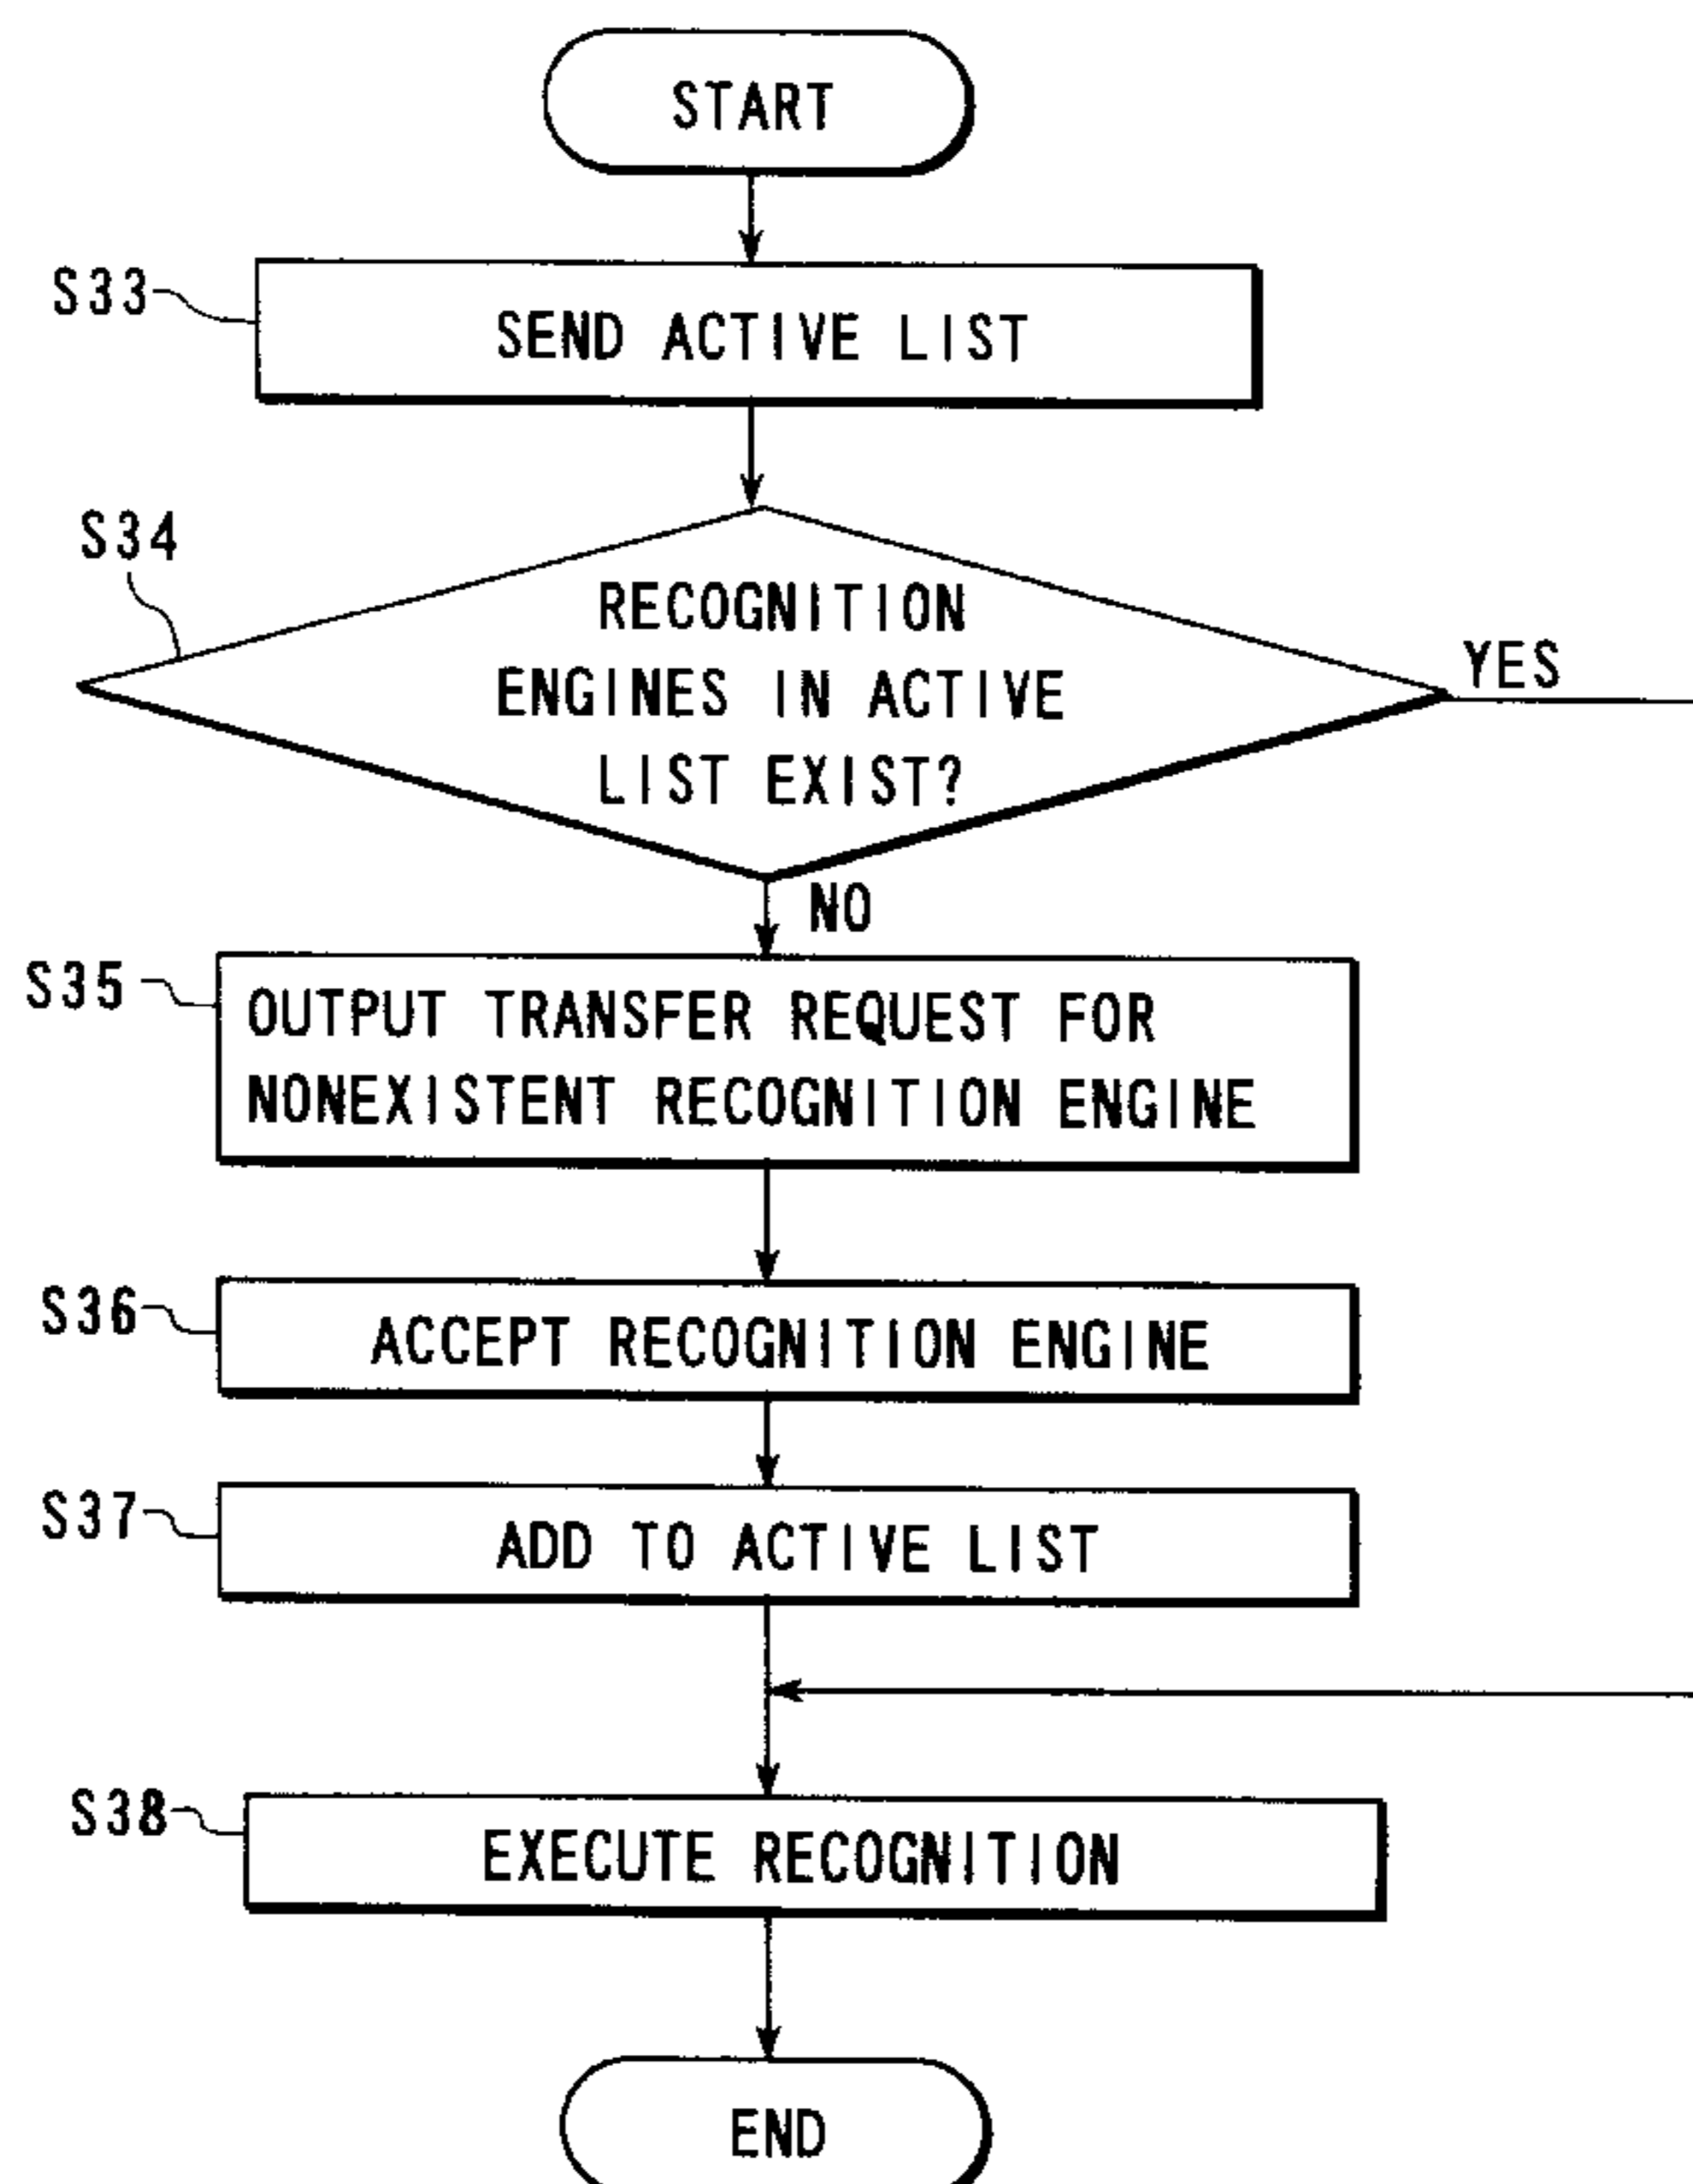 START
S33
SEND ACTIVE LIST
S34
RECOGNITION
ENGINES IN ACTIVE
LIST EXIST?
YES
NO
S35
OUTPUT TRANSFER REQUEST FOR
NONEXISTENT RECOGNITION ENGINE
S36
ACCEPT RECOGNITION ENGINE
S37
ADD TO ACTIVE LIST
S38
EXECUTE RECOGNITION
END